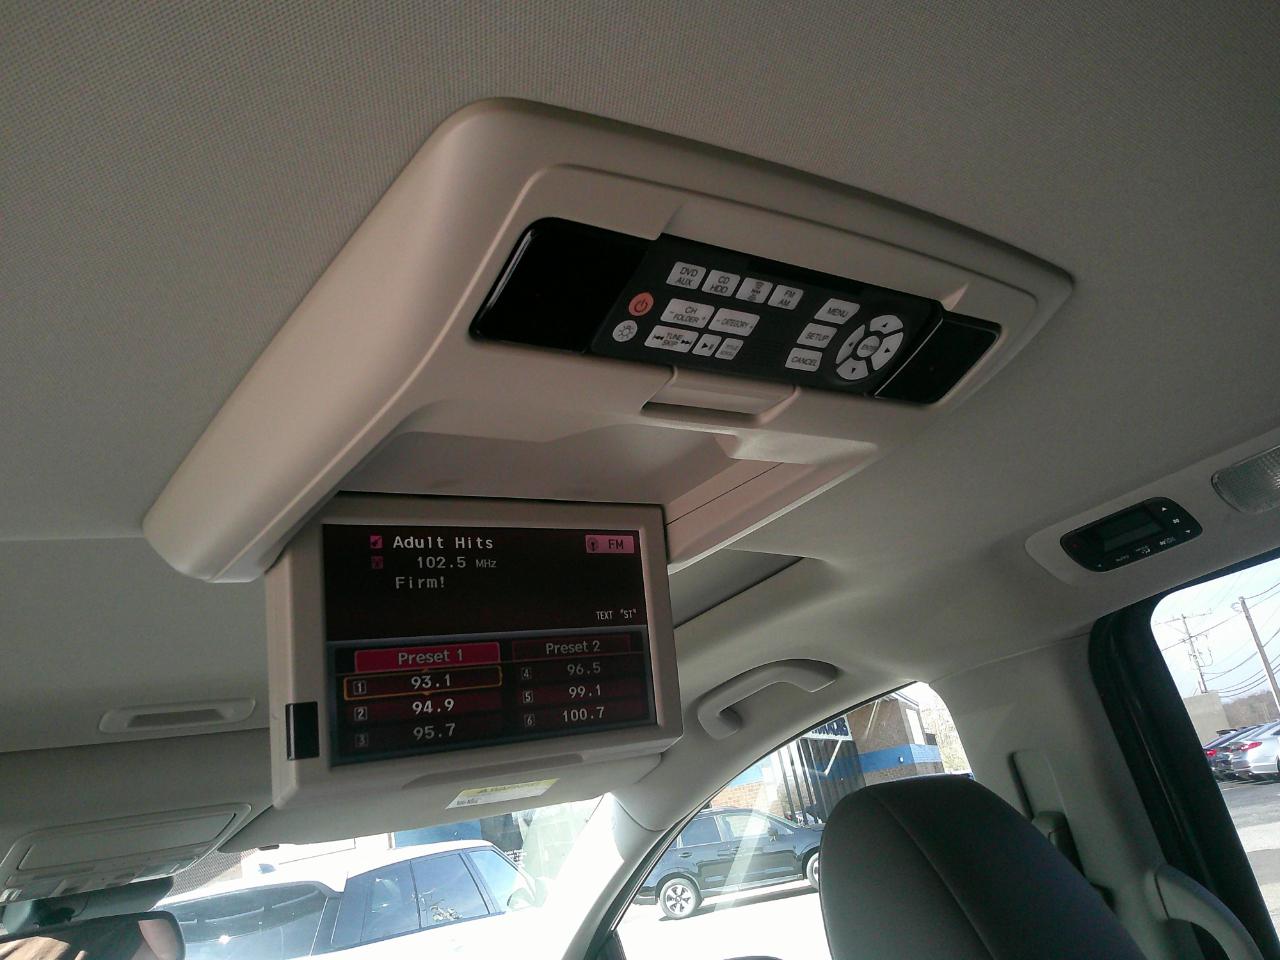 DVD
AUX
CD
HDD
FM
AM
MENU
CH
FOLDER
CATEGORY
SETUP
TUNE
SKIP
CANCEL
ENTER
Adult Hits
FM
102.5 MHz
Firm!
TEXT "ST"
Preset 1
Preset 2
1 93.1
4 96.5
2 94.9
5 99.1
3 95.7
6 100.7